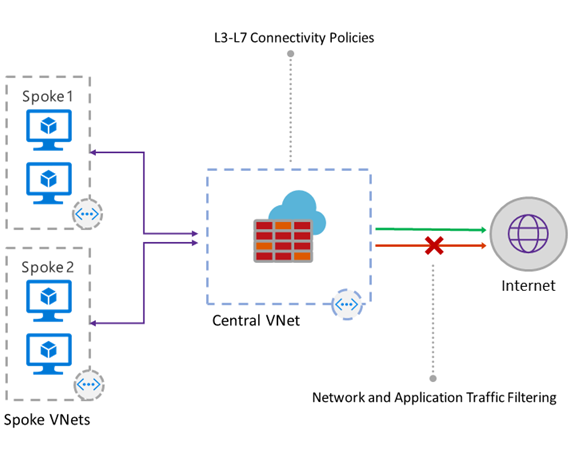 L3-L7 Connectivity Policies
Spoke 1
Spoke 2
Spoke VNets
Central VNet
Internet
Network and Application Traffic Filtering